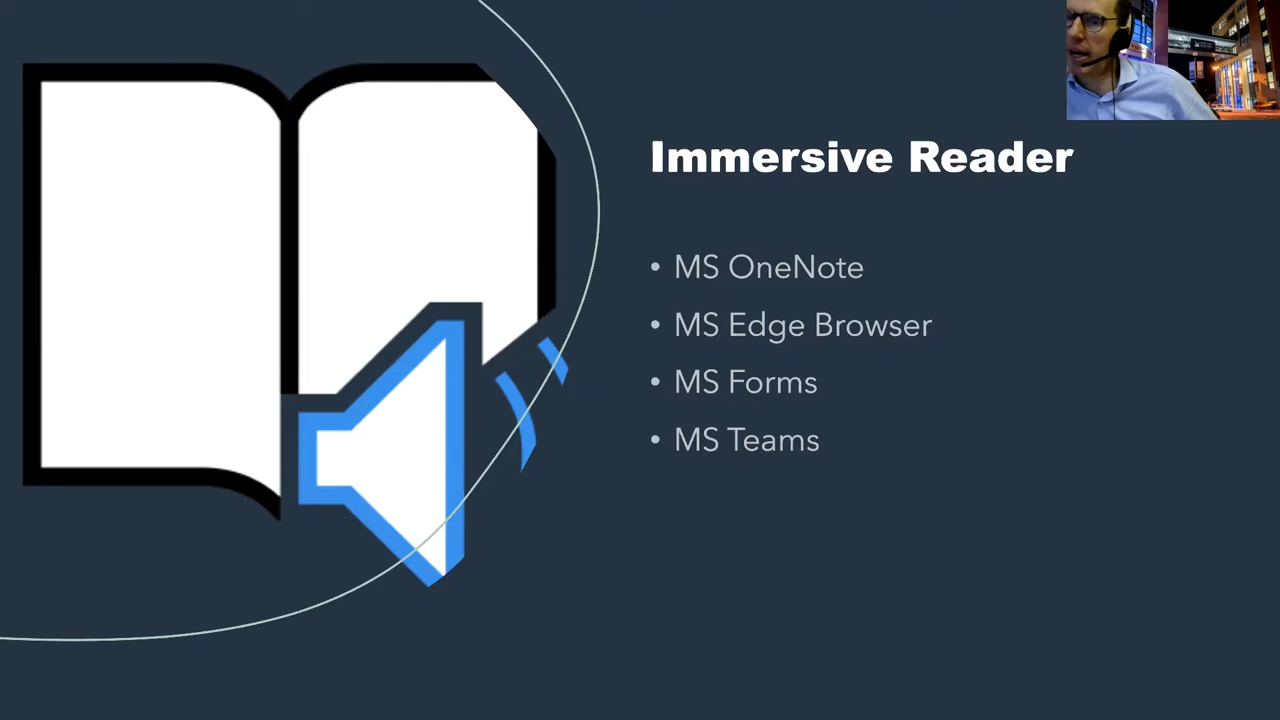 Immersive Reader
• MS OneNote
• MS Edge Browser
• MS Forms
• MS Teams